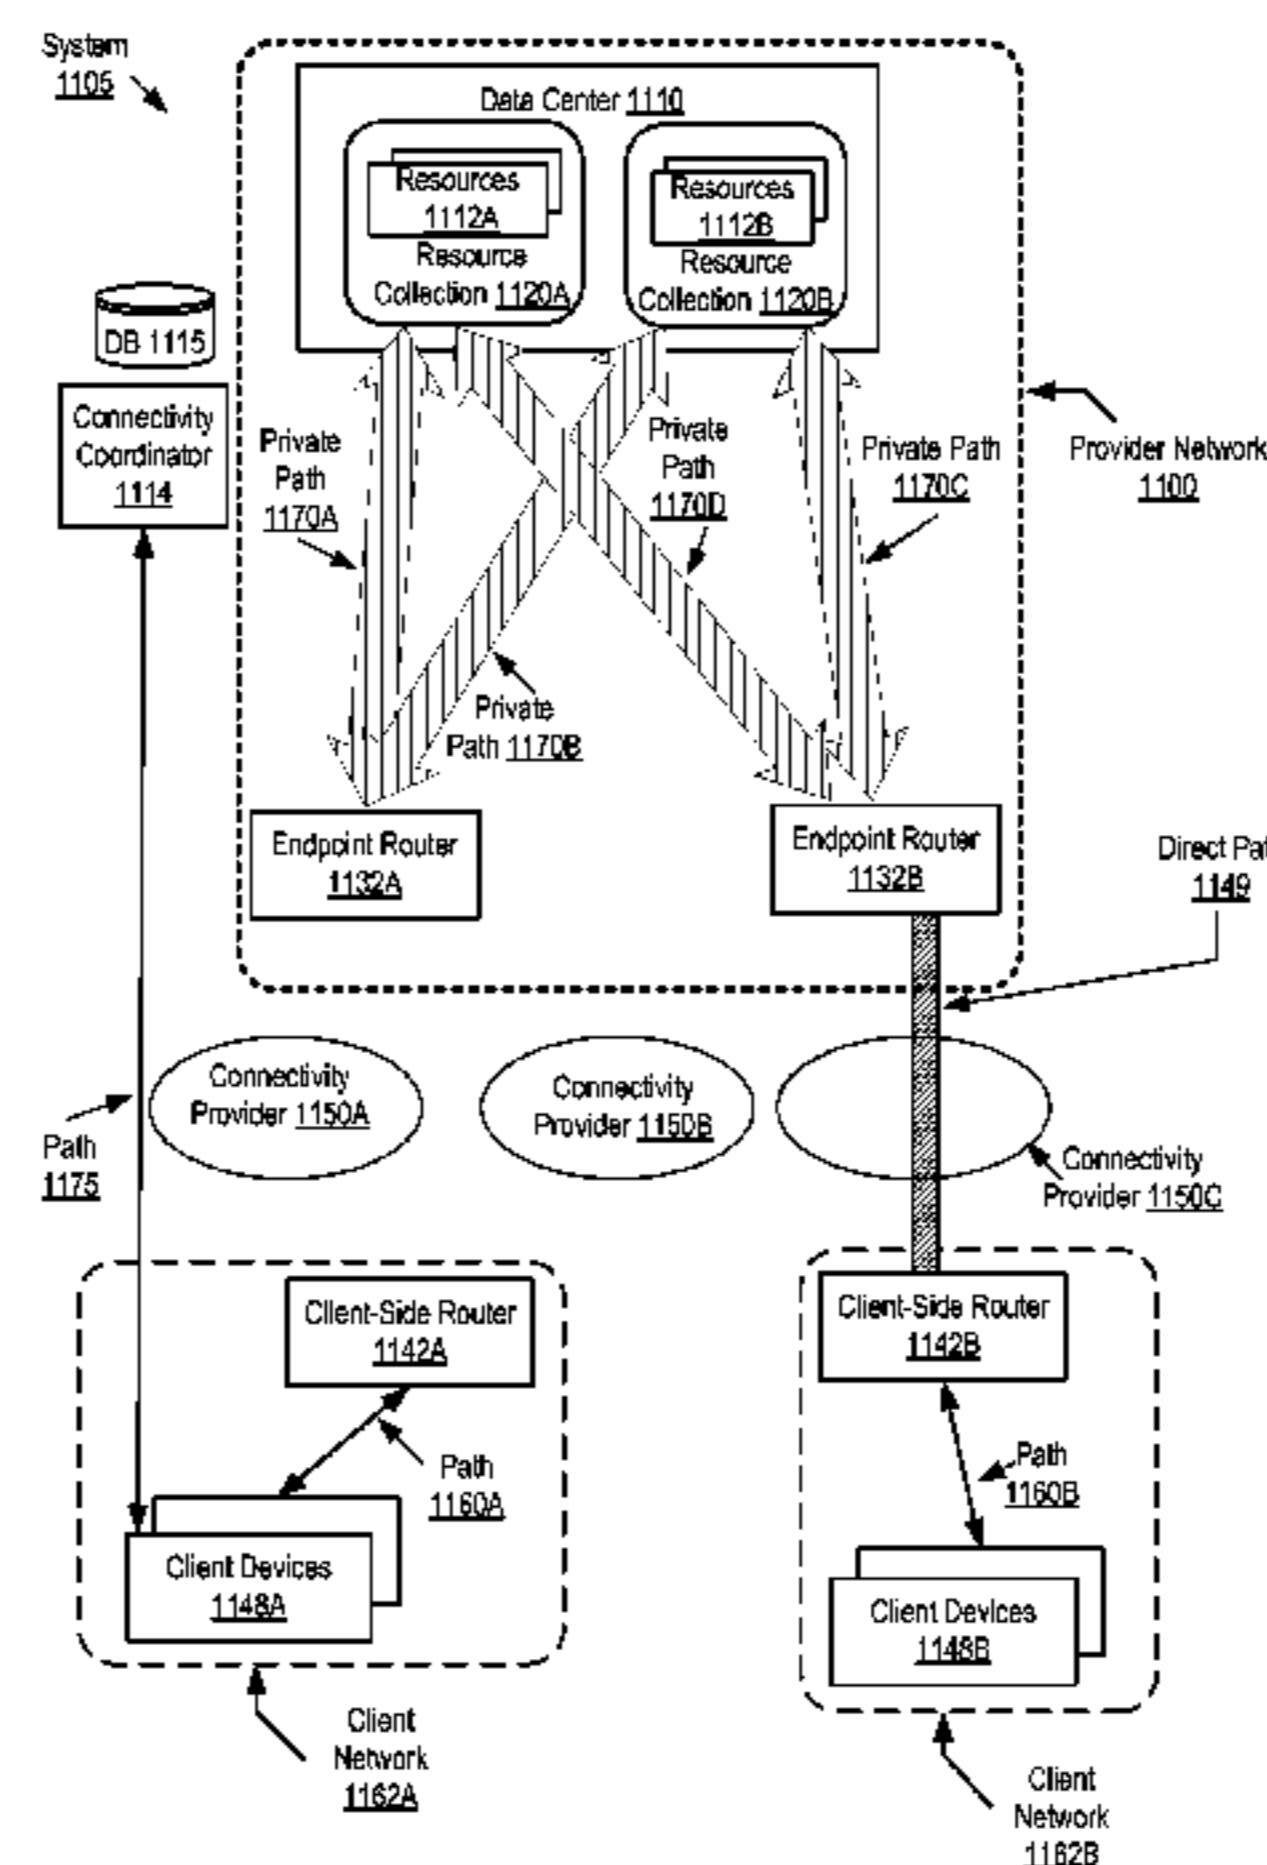 System
1105
Data Center 1110
Resources
1112A
Resource
Collection 1120A
Resources
1112B
Resource
Collection 1120B
DB 1115
Connectivity
Coordinator
1114
Private
Path
1170A
Private
Path
1170D
Private Path
1170C
Provider Network
1100
Private
Path 1170B
Endpoint Router
1132A
Endpoint Router
1132B
Direct Pat
1149
Connectivity
Provider 1150A
Connectivity
Provider 1150B
Connectivity
Provider 1150C
Path
1175
Client-Side Router
1142A
Client-Side Router
1142B
Path
1160A
Path
1160B
Client Devices
1148A
Client Devices
1148B
Client
Network
1162A
Client
Network
1162B